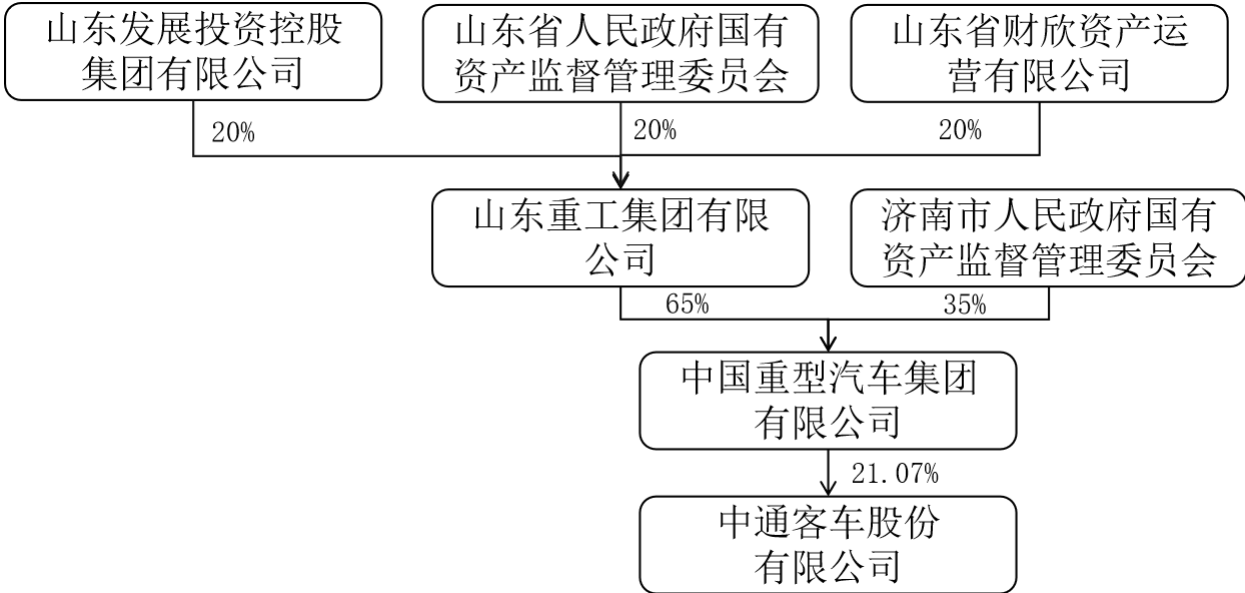 山东发展投资控股
集团有限公司
山东省人民政府国有
资产监督管理委员会
山东省财欣资产运
营有限公司
20%
20%
20%
山东重工集团有限
公司
济南市人民政府国有
资产监督管理委员会
65%
35%
中国重型汽车集团
有限公司
21.07%
中通客车股份
有限公司